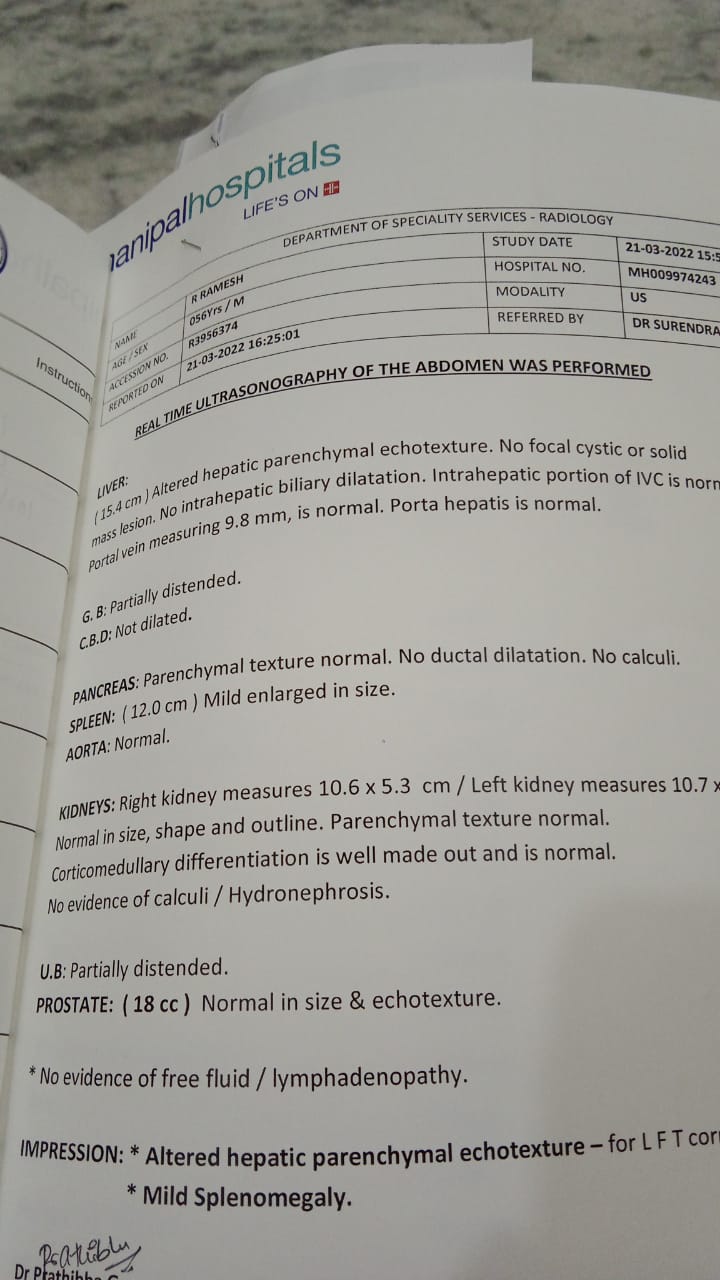 anipalhospitals
LIFE'S ON
DEPARTMENT OF SPECIALITY SERVICES - RADIOLOGY
NAME R RAMESH STUDY DATE 21-03-2022 15:5
AGE / SEX 056Yrs / M HOSPITAL NO. MH009974243
ACCESSION NO. R3956374 MODALITY US
REPORTED ON 21-03-2022 16:25:01 REFERRED BY DR SURENDRA
Instruction
REAL TIME ULTRASONOGRAPHY OF THE ABDOMEN WAS PERFORMED
LIVER:
( 15.4 cm ) Altered hepatic parenchymal echotexture. No focal cystic or solid
mass lesion. No intrahepatic biliary dilatation. Intrahepatic portion of IVC is norm
Portal vein measuring 9.8 mm, is normal. Porta hepatis is normal.
G. B: Partially distended.
C.B.D: Not dilated.
PANCREAS: Parenchymal texture normal. No ductal dilatation. No calculi.
SPLEEN: ( 12.0 cm ) Mild enlarged in size.
AORTA: Normal.
KIDNEYS: Right kidney measures 10.6 x 5.3 cm / Left kidney measures 10.7 x
Normal in size, shape and outline. Parenchymal texture normal.
Corticomedullary differentiation is well made out and is normal.
No evidence of calculi / Hydronephrosis.
U.B: Partially distended.
PROSTATE: ( 18 cc ) Normal in size & echotexture.
* No evidence of free fluid / lymphadenopathy.
IMPRESSION: * Altered hepatic parenchymal echotexture – for L F T cor
* Mild Splenomegaly.
Dr Prathibha